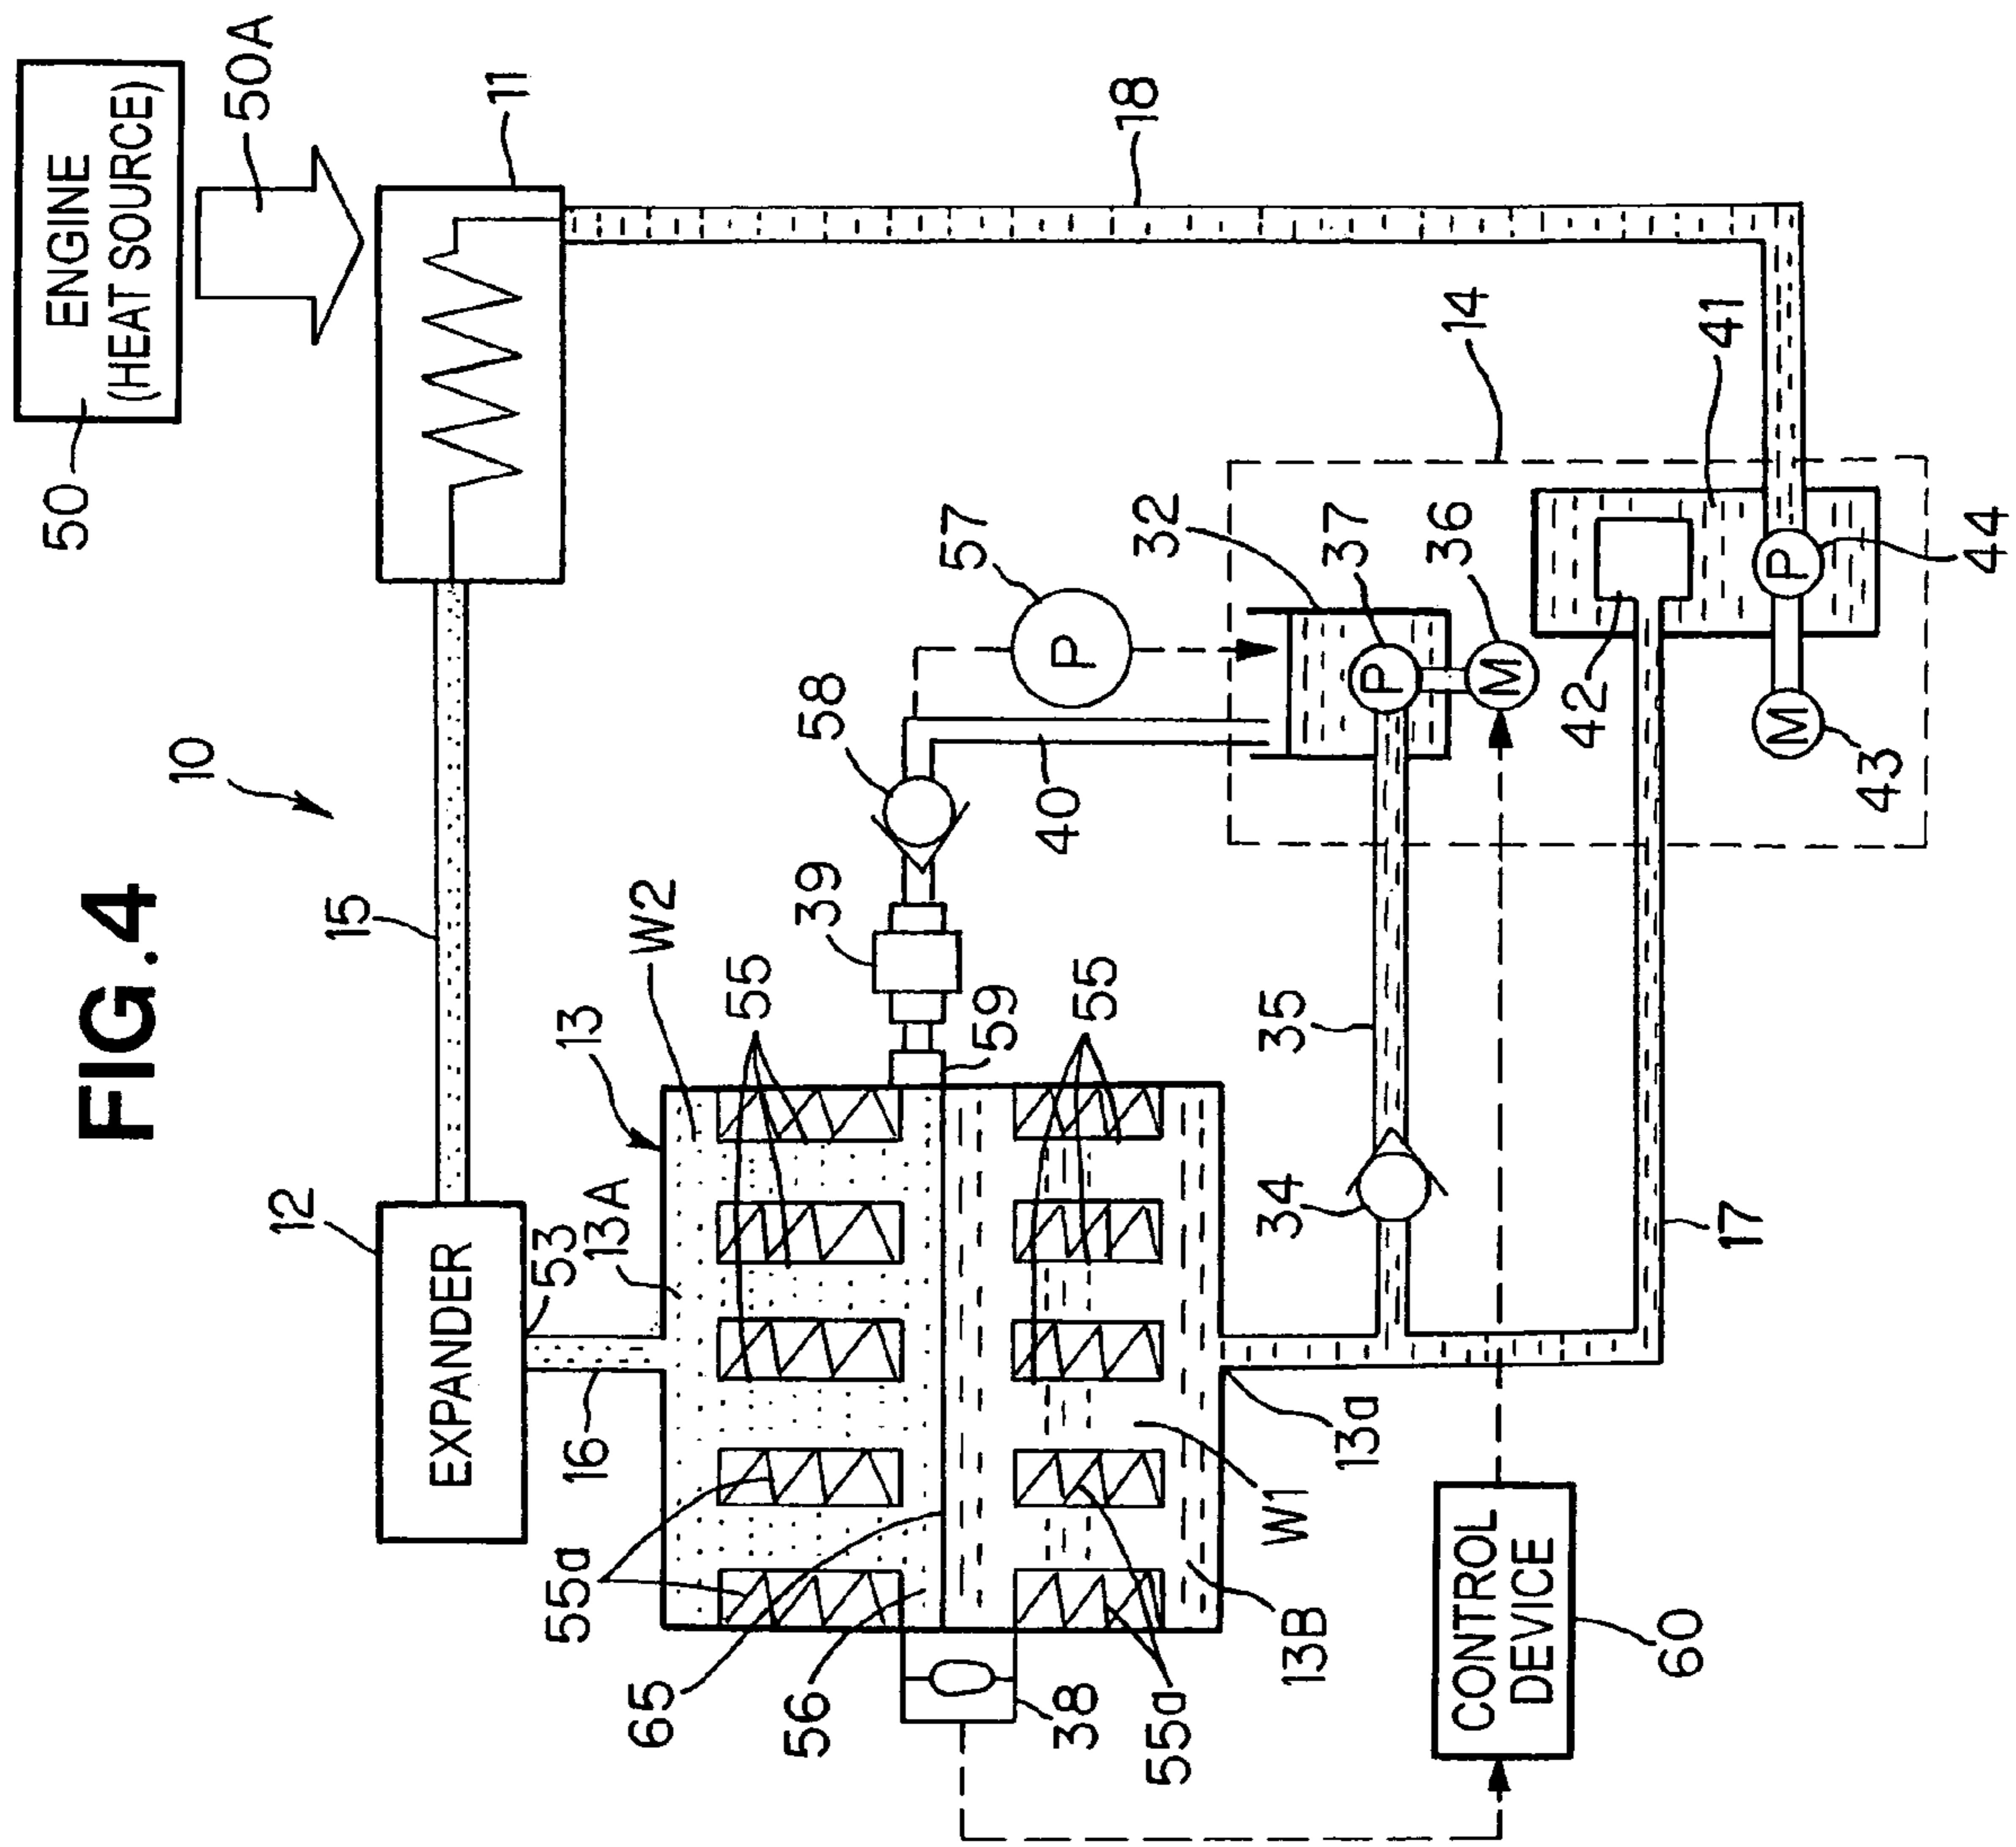 FIG.4
10
ENGINE
(HEAT SOURCE)
50
50A
11
15
12
EXPANDER
53
16
13
13A
W2
55
55
55a
55a
65
56
38
59
39
58
57
P
40
32
37
P
36
M
14
41
42
43
M
44
P
18
35
34
17
13a
W1
13B
CONTROL
DEVICE
60